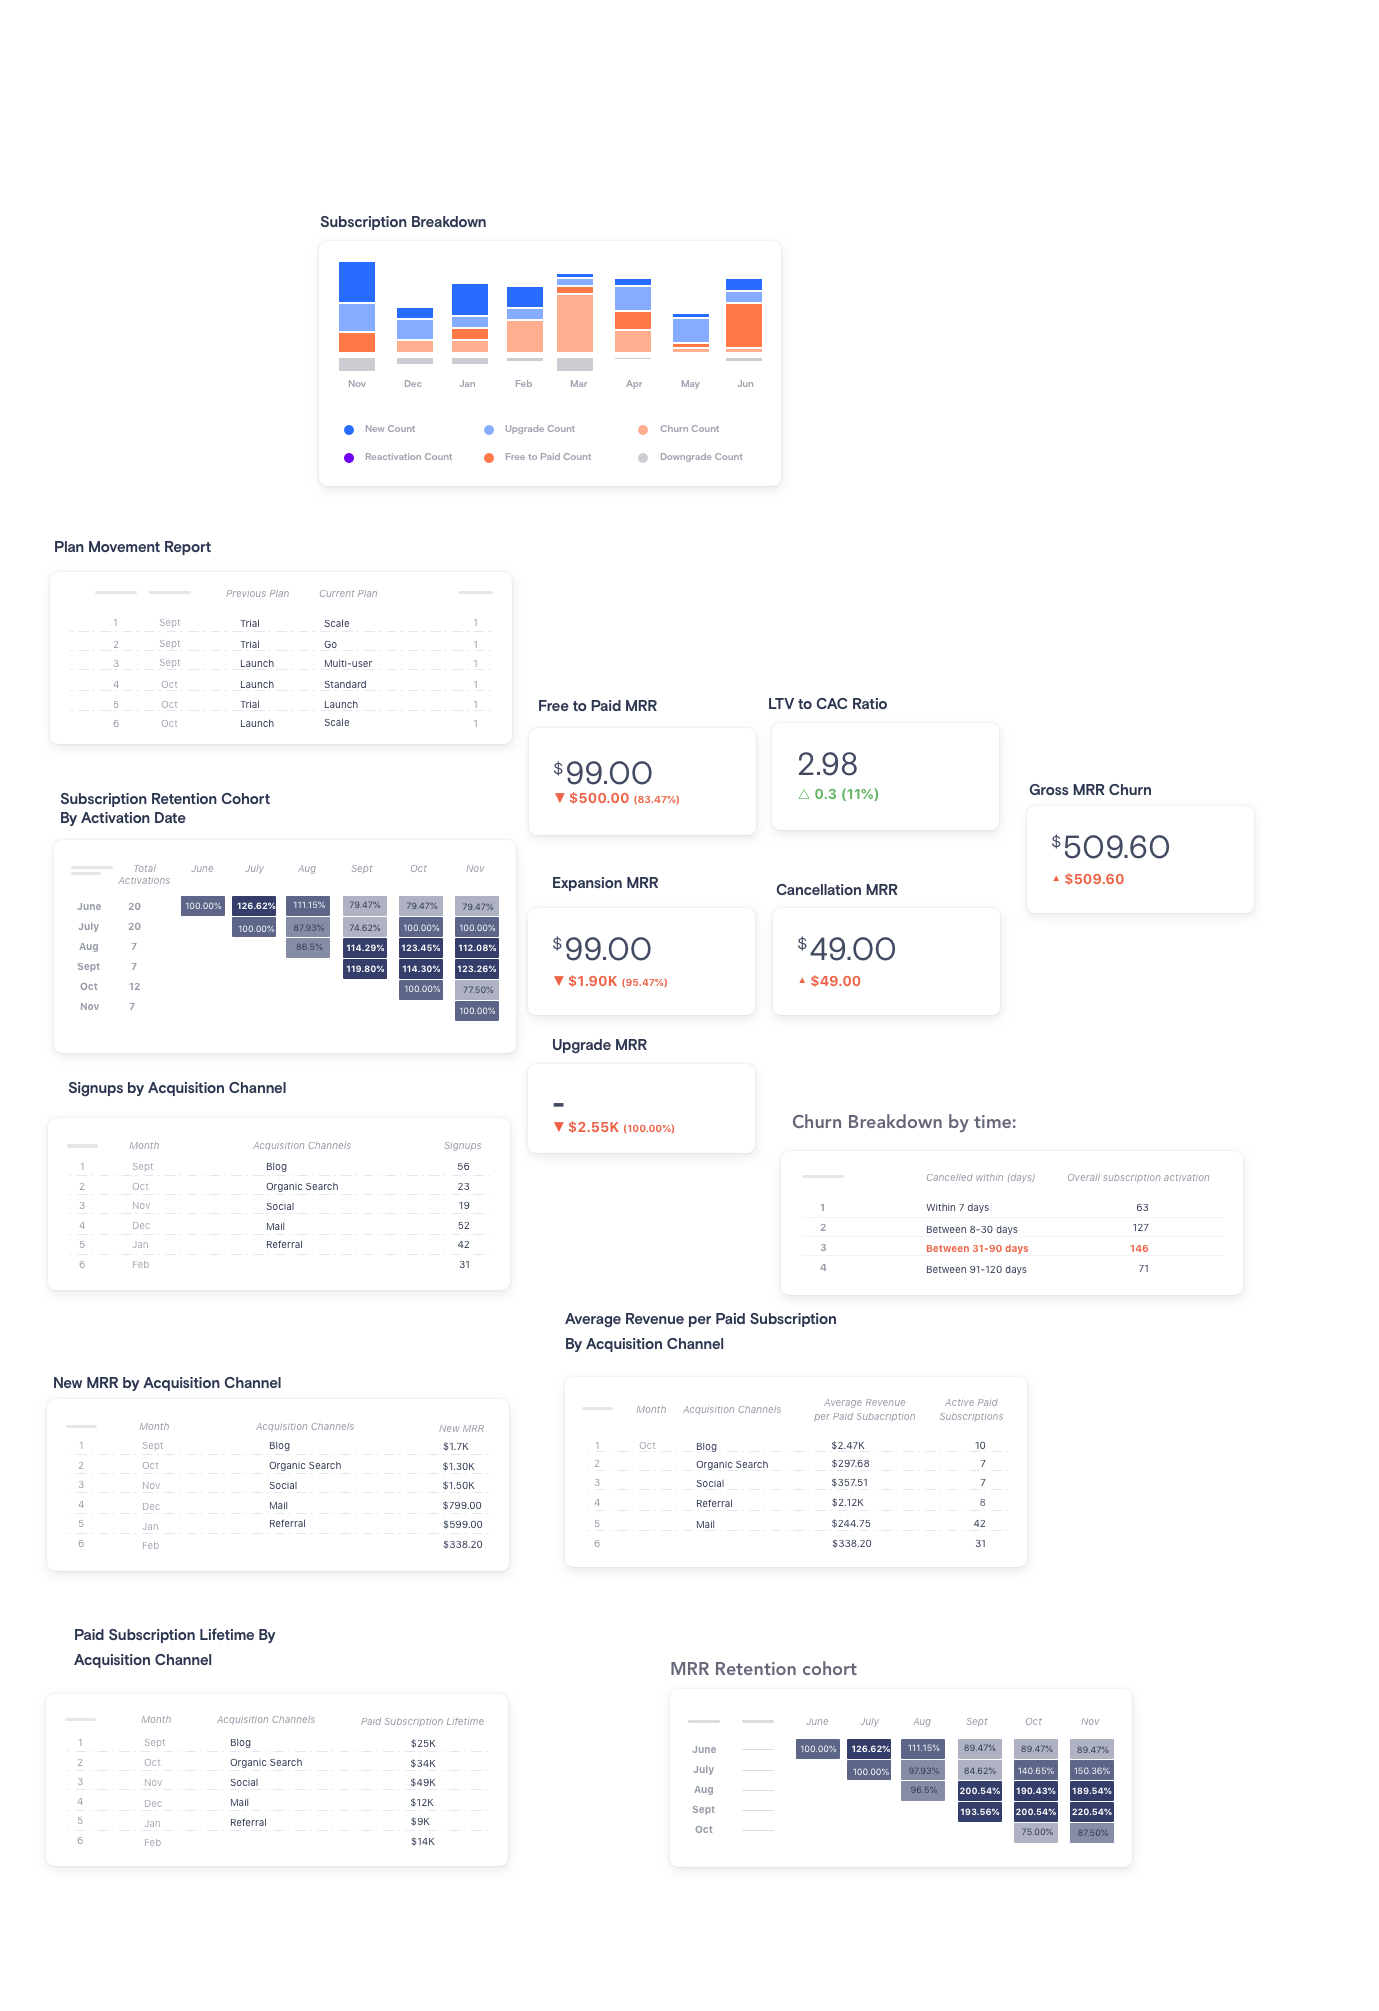 Subscription Breakdown
Nov Dec Jan Feb Mar Apr May Jun
New Count Upgrade Count Churn Count
Reactivation Count Free to Paid Count Downgrade Count
Plan Movement Report
Previous Plan Current Plan
1 Sept Trial Scale 1
2 Sept Trial Go 1
3 Sept Launch Multi-user 1
4 Oct Launch Standard 1
5 Oct Trial Launch 1
6 Oct Launch Scale 1
Free to Paid MRR
$99.00
▼ $500.00 (83.47%)
LTV to CAC Ratio
2.98
△ 0.3 (11%)
Gross MRR Churn
$509.60
▲ $509.60
Subscription Retention Cohort
By Activation Date
Total
Activations
June July Aug Sept Oct Nov
June 20 100.00% 126.62% 111.15% 79.47% 79.47% 79.47%
July 20 100.00% 87.93% 74.62% 100.00% 100.00%
Aug 7 86.5% 114.29% 123.45% 112.08%
Sept 7 119.80% 114.30% 123.26%
Oct 12 100.00% 77.50%
Nov 7 100.00%
Expansion MRR
$99.00
▼ $1.90K (95.47%)
Cancellation MRR
$49.00
▲ $49.00
Upgrade MRR
-
▼ $2.55K (100.00%)
Signups by Acquisition Channel
Month Acquisition Channels Signups
1 Sept Blog 56
2 Oct Organic Search 23
3 Nov Social 19
4 Dec Mail 52
5 Jan Referral 42
6 Feb 31
Churn Breakdown by time:
Cancelled within (days) Overall subscription activation
1 Within 7 days 63
2 Between 8-30 days 127
3 Between 31-90 days 146
4 Between 91-120 days 71
Average Revenue per Paid Subscription
By Acquisition Channel
Month Acquisition Channels
Average Revenue
per Paid Subacription
Active Paid
Subscriptions
1 Oct Blog $2.47K 10
2 Organic Search $297.68 7
3 Social $357.51 7
4 Referral $2.12K 8
5 Mail $244.75 42
6 $338.20 31
New MRR by Acquisition Channel
Month Acquisition Channels New MRR
1 Sept Blog $1.7K
2 Oct Organic Search $1.30K
3 Nov Social $1.50K
4 Dec Mail $799.00
5 Jan Referral $599.00
6 Feb $338.20
Paid Subscription Lifetime By
Acquisition Channel
Month Acquisition Channels Paid Subscription Lifetime
1 Sept Blog $25K
2 Oct Organic Search $34K
3 Nov Social $49K
4 Dec Mail $12K
5 Jan Referral $9K
6 Feb $14K
MRR Retention cohort
June July Aug Sept Oct Nov
June 100.00% 126.62% 111.15% 89.47% 89.47% 89.47%
July 100.00% 97.93% 84.62% 140.65% 150.36%
Aug 96.5% 200.54% 190.43% 189.54%
Sept 193.56% 200.54% 220.54%
Oct 75.00% 87.50%